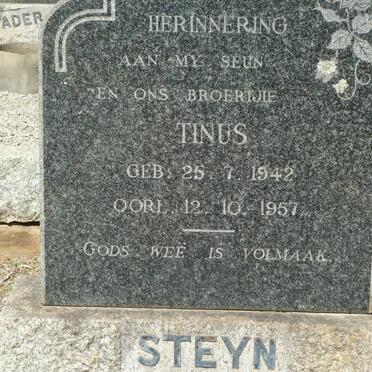 ADER
HERINNERING
AAN MY SEUN
EN ONS BROERTJIE
TINUS
GEB. 25. 7. 1942
OORL. 12. 10. 1957.
GODS WEË IS VOLMAAK.
STEYN